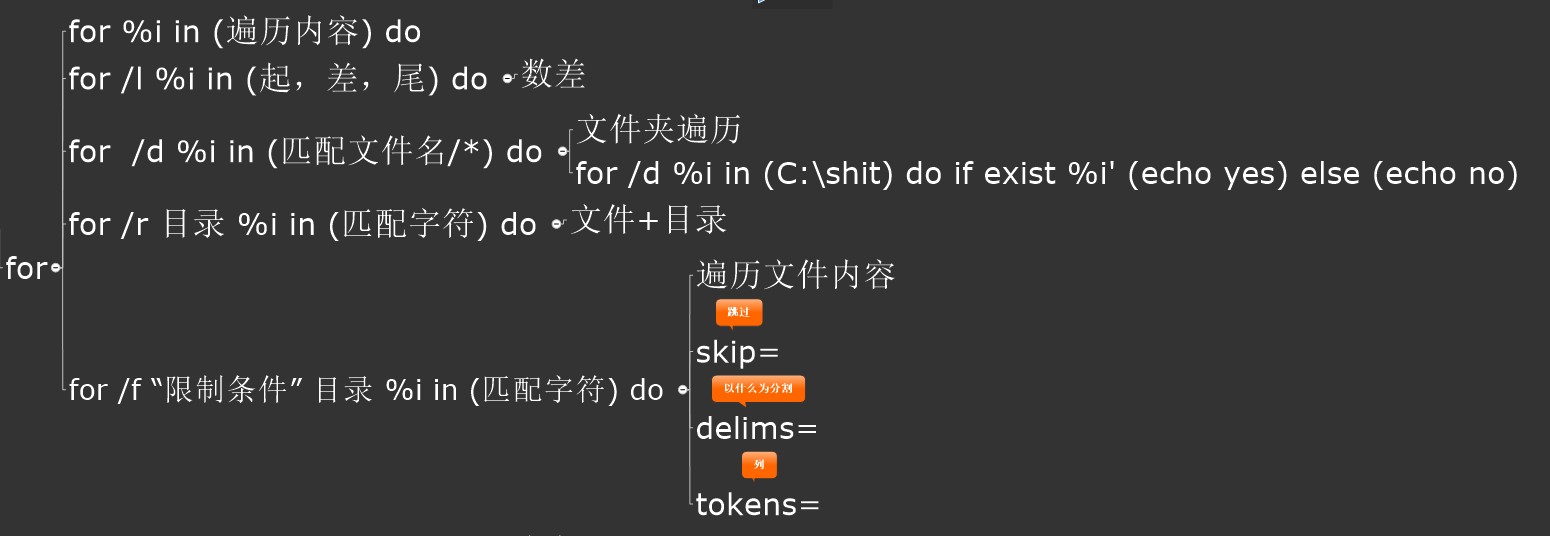 for %i in (遍历内容) do
for /l %i in (起，差，尾) do
数差
for /d %i in (匹配文件名/*) do
文件夹遍历
for /d %i in (C:\shit) do if exist %i' (echo yes) else (echo no)
for /r 目录 %i in (匹配字符) do
文件+目录
for
for /f “限制条件” 目录 %i in (匹配字符) do
遍历文件内容
跳过
skip=
以什么为分割
delims=
列
tokens=